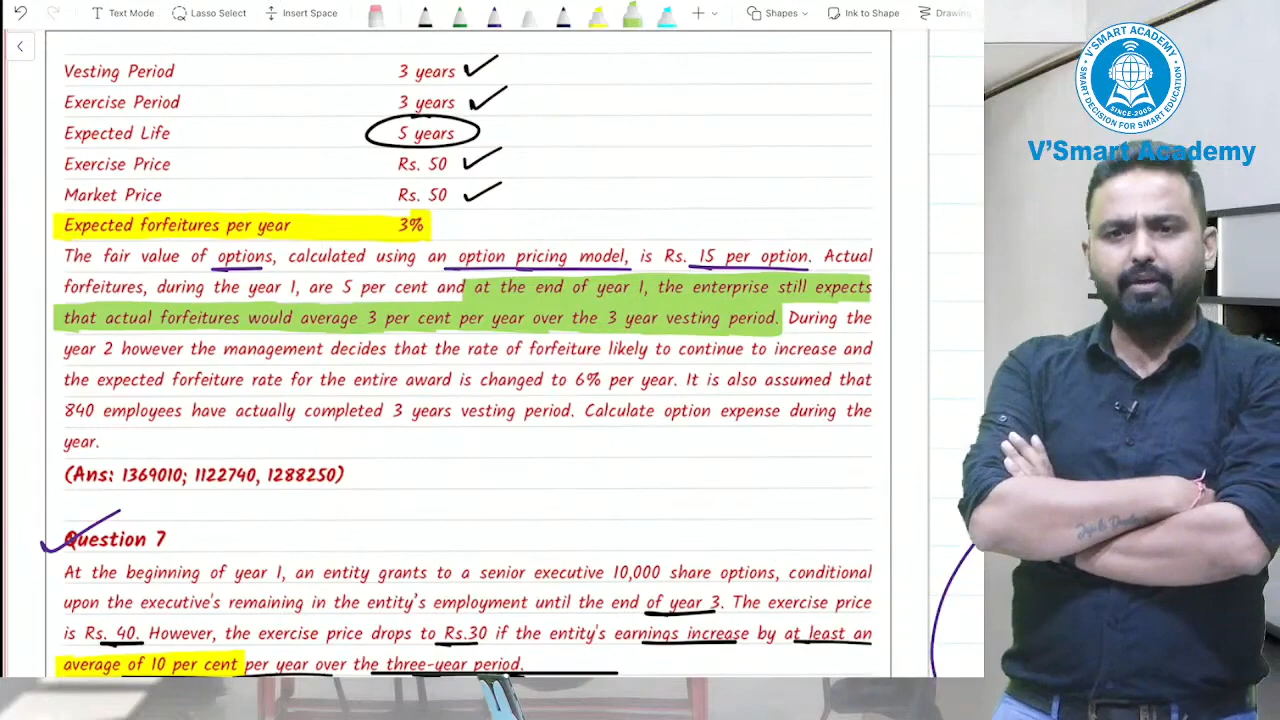 Text Mode Lasso Select Insert Space Shapes Ink to Shape Drawing
Vesting Period 3 years
Exercise Period 3 years
Expected Life 5 years
Exercise Price Rs. 50
Market Price Rs. 50
Expected forfeitures per year 3%
The fair value of options, calculated using an option pricing model, is Rs. 15 per option. Actual
forfeitures, during the year 1, are 5 per cent and at the end of year 1, the enterprise still expects
that actual forfeitures would average 3 per cent per year over the 3 year vesting period. During the
year 2 however the management decides that the rate of forfeiture likely to continue to increase and
the expected forfeiture rate for the entire award is changed to 6% per year. It is also assumed that
840 employees have actually completed 3 years vesting period. Calculate option expense during the
year.
(Ans: 1369010; 1122740, 1288250)
Question 7
At the beginning of year 1, an entity grants to a senior executive 10,000 share options, conditional
upon the executive's remaining in the entity's employment until the end of year 3. The exercise price
is Rs. 40. However, the exercise price drops to Rs.30 if the entity's earnings increase by at least an
average of 10 per cent per year over the three-year period.
V'SMART ACADEMY
SMART DECISION FOR SMART EDUCATION
SINCE-2005
V'Smart Academy